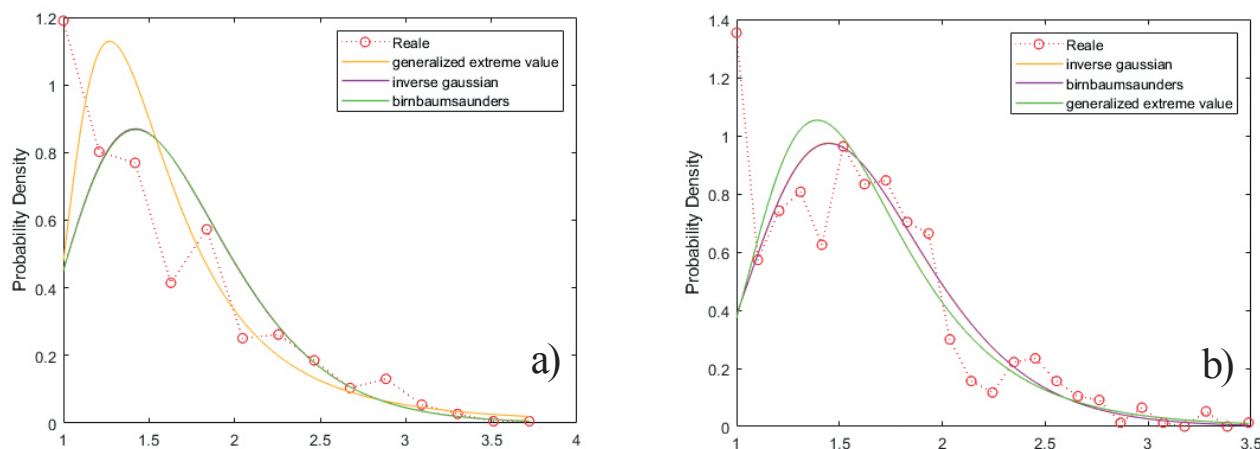 1.2
1
0.8
0.6
0.4
0.2
0
Probability Density
1
1.5
2
2.5
3
3.5
4
Reale
generalized extreme value
inverse gaussian
birnbaumsaunders
a)
1.4
1.2
1
0.8
0.6
0.4
0.2
0
Probability Density
1
1.5
2
2.5
3
3.5
Reale
inverse gaussian
birnbaumsaunders
generalized extreme value
b)